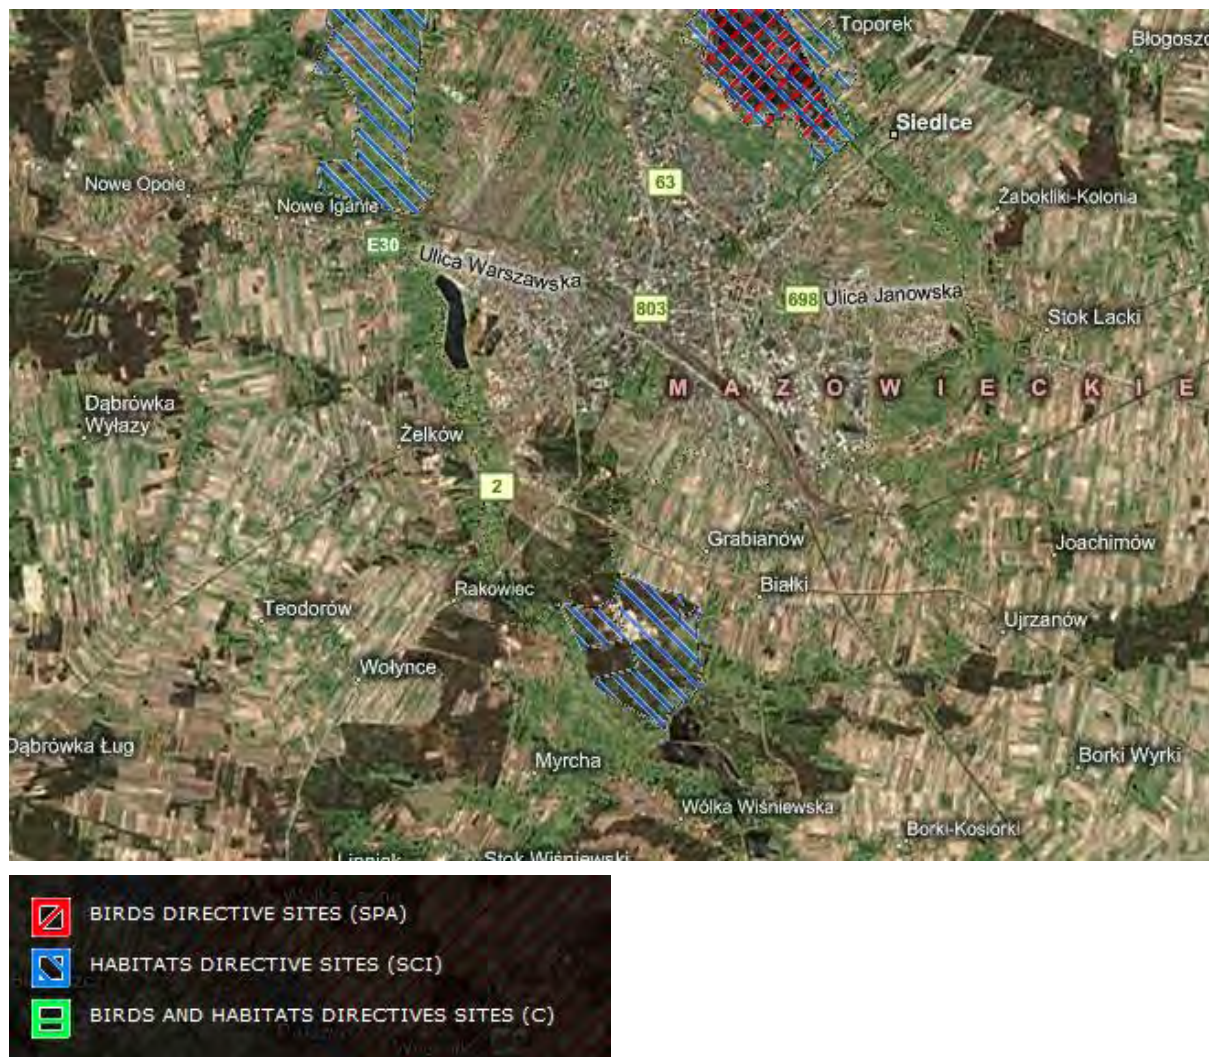 Toporek
Błogoszc
Siedlce
63
Nowe Opole
Żabokliki-Kolonia
Nowe Iganie
E30
Ulica Warszawska
698
Ulica Janowska
803
Stok Lacki
MAZOWIECKIE
Dąbrówka
Wyłazy
Żelków
2
Grabianów
Joachimów
Rakowiec
Białki
Teodorów
Ujrzanów
Wołyńce
Dąbrówka Ług
Myrcha
Borki Wyrki
Wólka Wiśniewska
Borki-Kosiorki
Stok Wiśniewski
BIRDS DIRECTIVE SITES (SPA)
HABITATS DIRECTIVE SITES (SCI)
BIRDS AND HABITATS DIRECTIVES SITES (C)